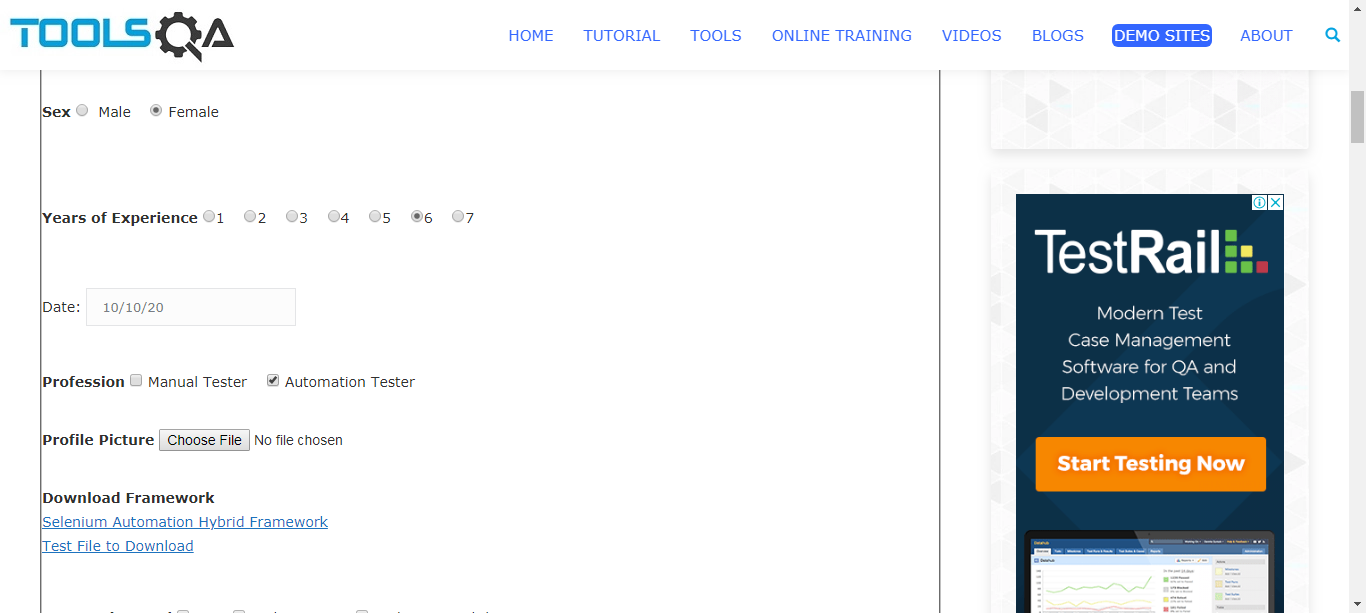 TOOLSQA
HOME TUTORIAL TOOLS ONLINE TRAINING VIDEOS BLOGS DEMO SITES ABOUT
Sex Male Female
Years of Experience 1 2 3 4 5 6 7
Date: 10/10/20
Profession Manual Tester Automation Tester
Profile Picture Choose File No file chosen
Download Framework
Selenium Automation Hybrid Framework
Test File to Download
TestRail
Modern Test
Case Management
Software for QA and
Development Teams
Start Testing Now
DataHub